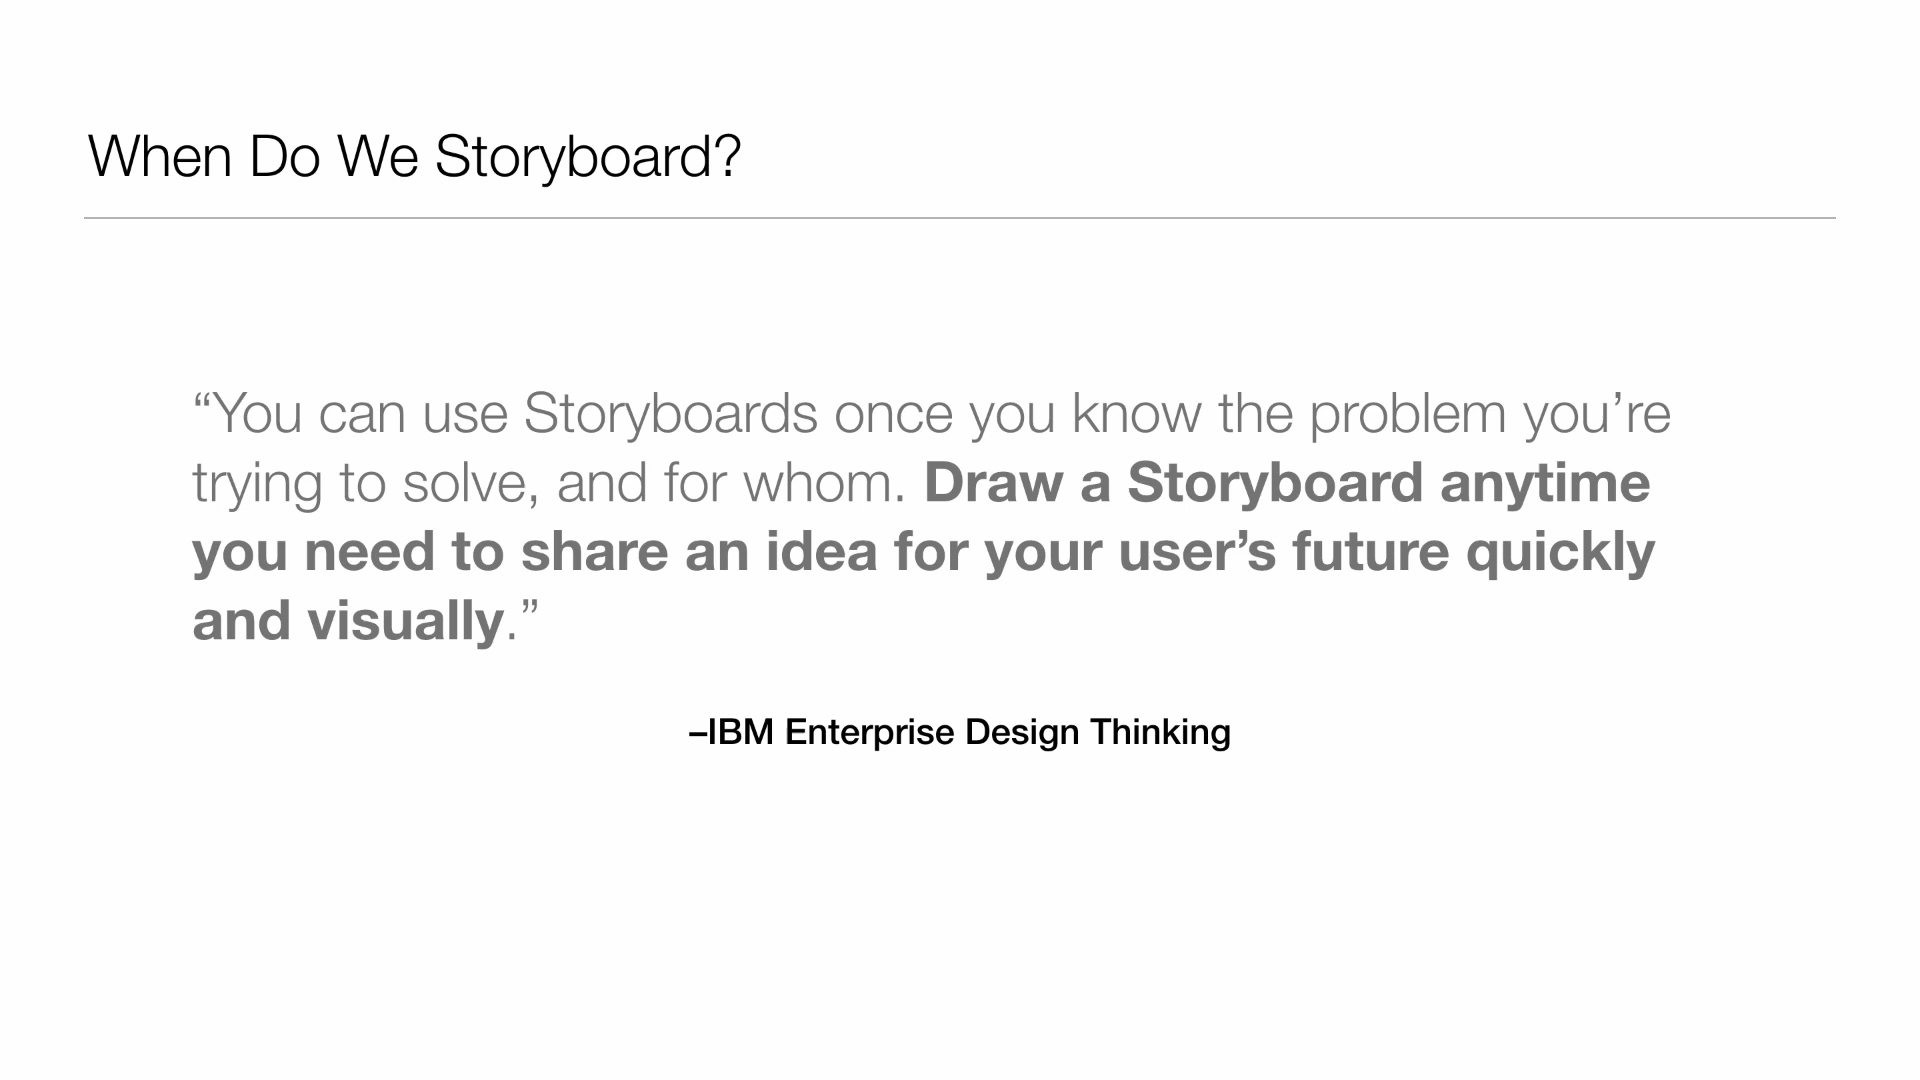 When Do We Storyboard?
“You can use Storyboards once you know the problem you’re
trying to solve, and for whom. Draw a Storyboard anytime
you need to share an idea for your user’s future quickly
and visually.”
–IBM Enterprise Design Thinking